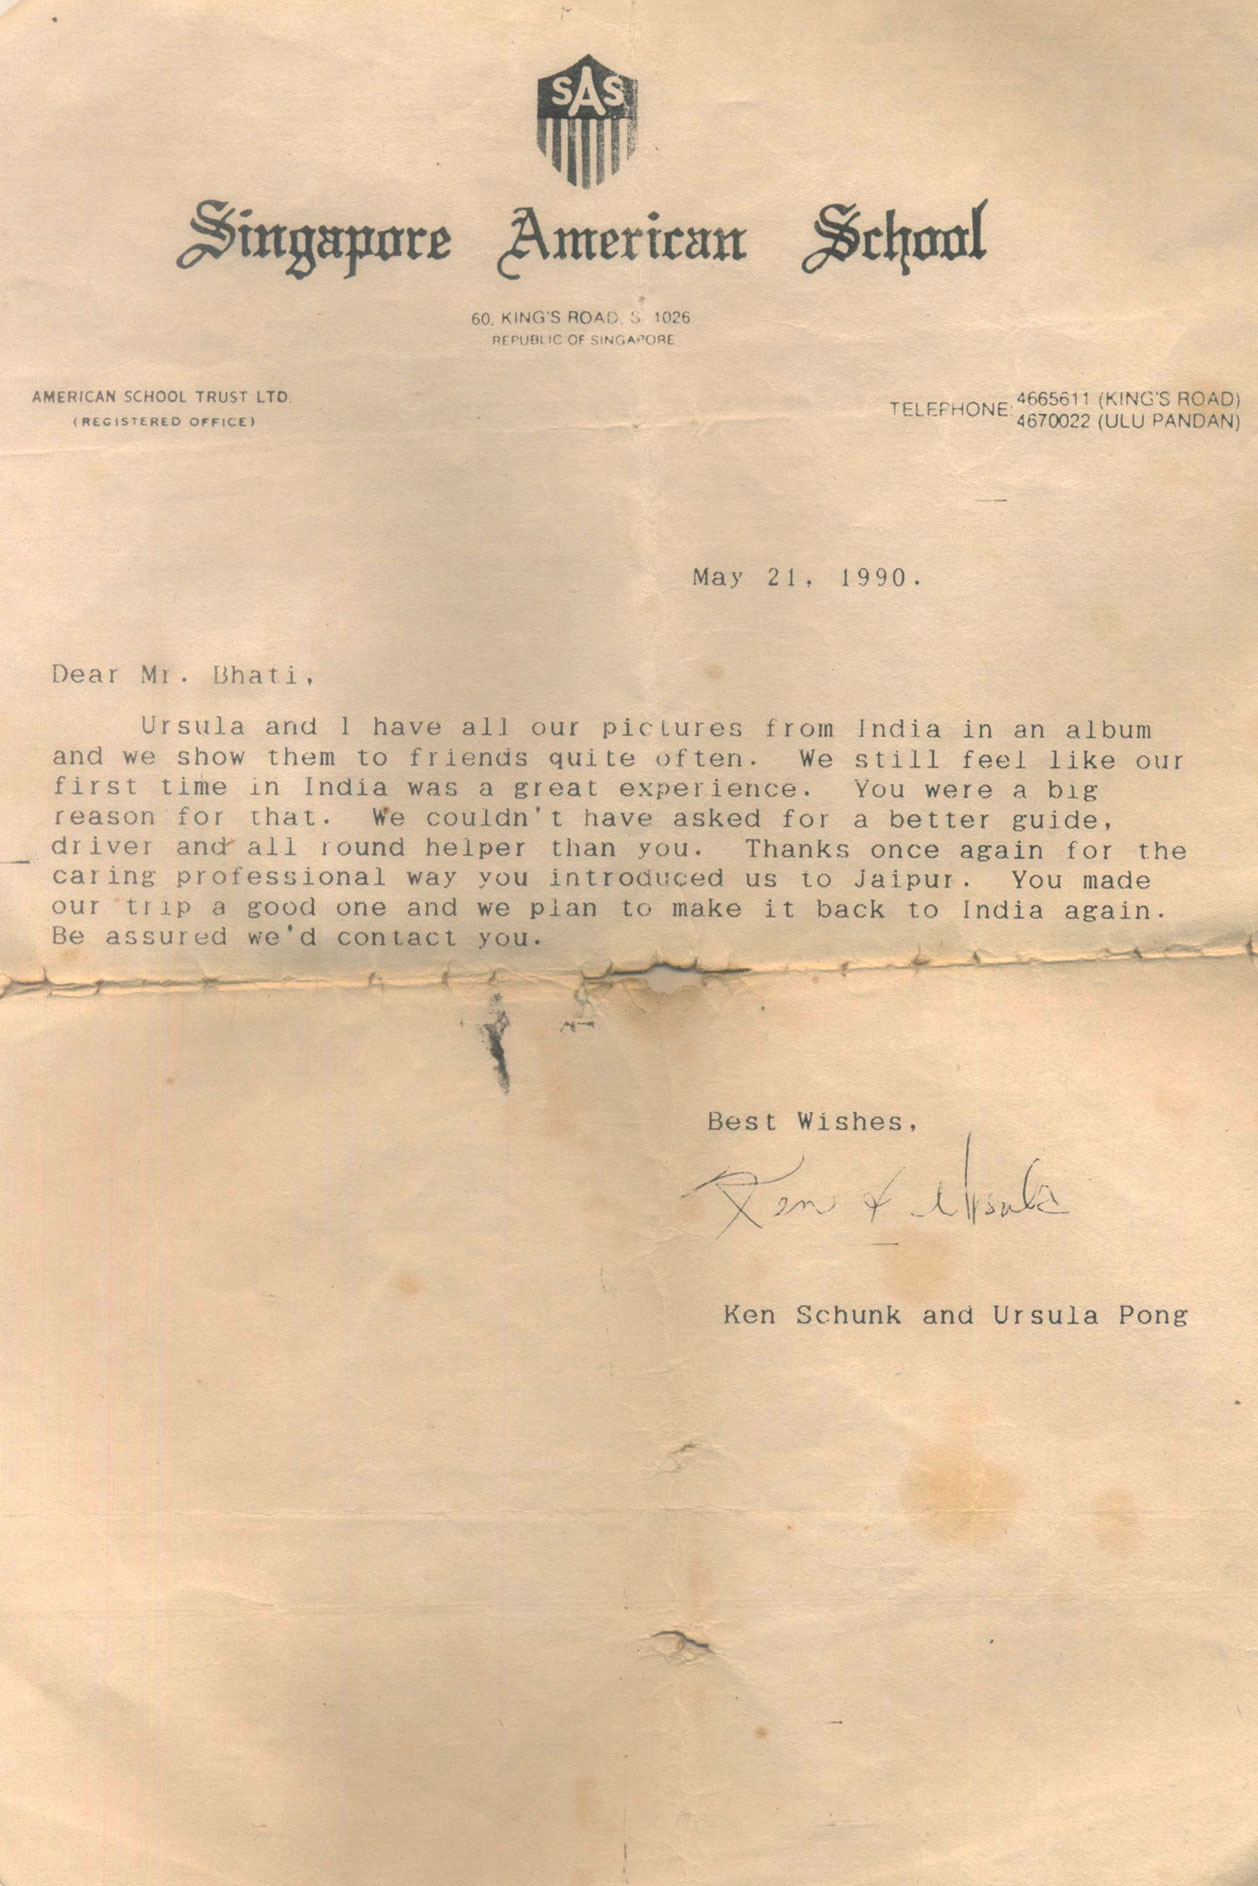 SAS
Singapore American School
60, KING'S ROAD, S. 1026
REPUBLIC OF SINGAPORE
AMERICAN SCHOOL TRUST LTD.
(REGISTERED OFFICE)
TELEPHONE: 4665611 (KING'S ROAD)
4670022 (ULU PANDAN)
May 21, 1990.
Dear Mr. Bhati,
Ursula and I have all our pictures from India in an album
and we show them to friends quite often. We still feel like our
first time in India was a great experience. You were a big
reason for that. We couldn't have asked for a better guide,
driver and all round helper than you. Thanks once again for the
caring professional way you introduced us to Jaipur. You made
our trip a good one and we plan to make it back to India again.
Be assured we'd contact you.
Best Wishes,
Ken & Ursula
Ken Schunk and Ursula Pong